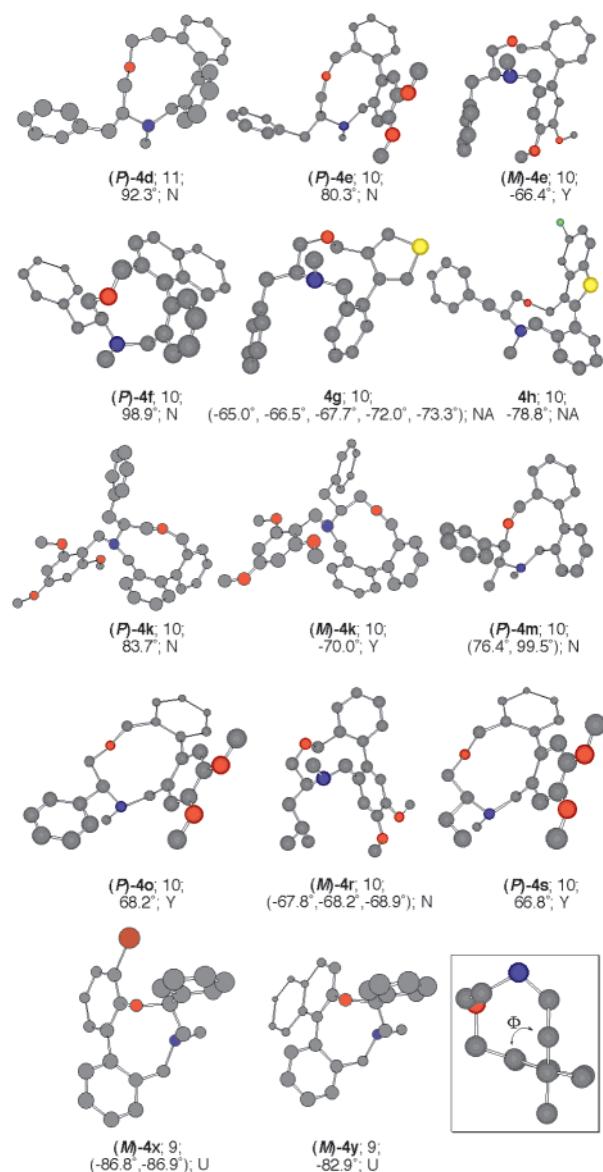 (P)-4d; 11;
92.3°; N
(P)-4e; 10;
80.3°; N
(M)-4e; 10;
-66.4°; Y
(P)-4f; 10;
98.9°; N
4g; 10;
(-65.0°, -66.5°, -67.7°, -72.0°, -73.3°); NA
4h; 10;
-78.8°; NA
(P)-4k; 10;
83.7°; N
(M)-4k; 10;
-70.0°; Y
(P)-4m; 10;
(76.4°, 99.5°); N
(P)-4o; 10;
68.2°; Y
(M)-4r; 10;
(-67.8°,-68.2°,-68.9°); N
(P)-4s; 10;
66.8°; Y
(M)-4x; 9;
(-86.8°,-86.9°); U
(M)-4y; 9;
-82.9°; U
Φ